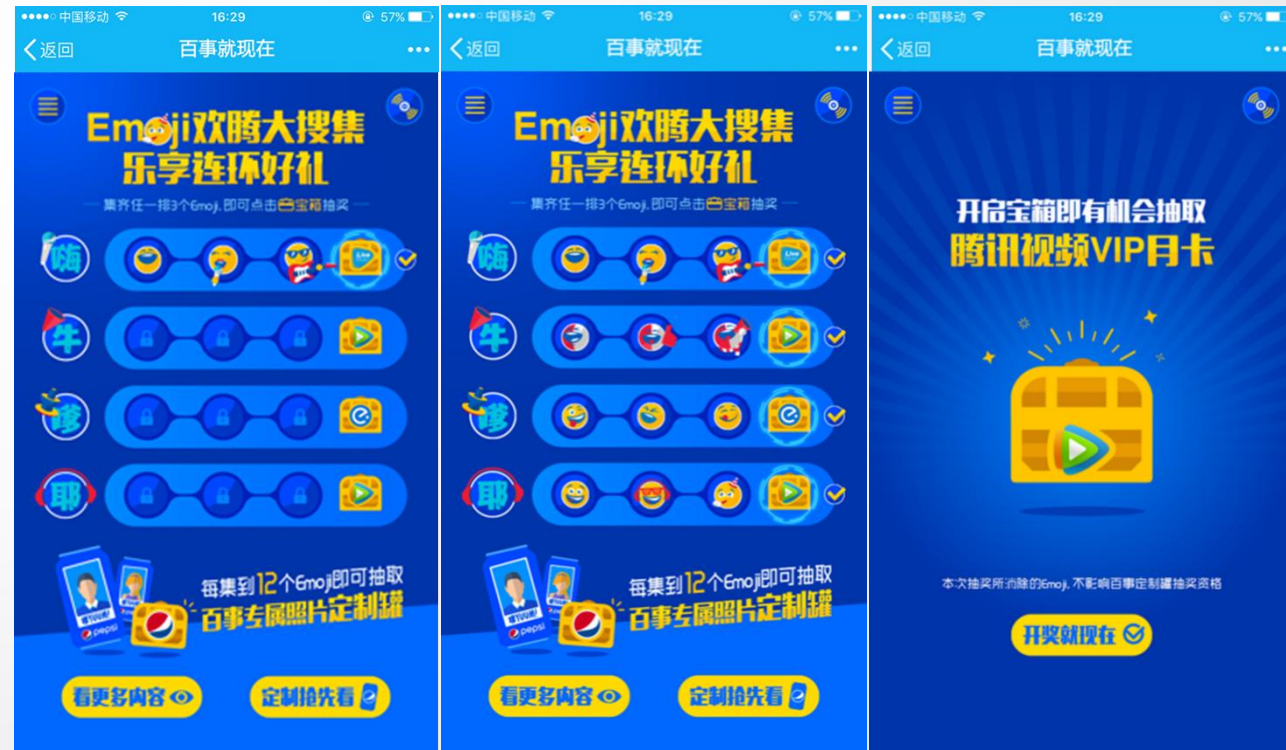 中国移动 16:29 57%
返回 百事就现在
Emoji欢腾大搜集
乐享连环好礼
集齐任一排3个Emoji, 即可点击宝箱抽奖
嗨 Live
牛
嗲
耶
每集到12个Emoji即可抽取
百事专属照片定制罐
pepsi
看更多内容 定制抢先看
中国移动 16:29 57%
返回 百事就现在
Emoji欢腾大搜集
乐享连环好礼
集齐任一排3个Emoji, 即可点击宝箱抽奖
嗨 Live
牛
嗲
耶
每集到12个Emoji即可抽取
百事专属照片定制罐
pepsi
看更多内容 定制抢先看
中国移动 16:29 57%
返回 百事就现在
开启宝箱即有机会抽取
腾讯视频VIP月卡
本次抽奖所消除的Emoji, 不影响百事定制罐抽奖资格
开奖就现在